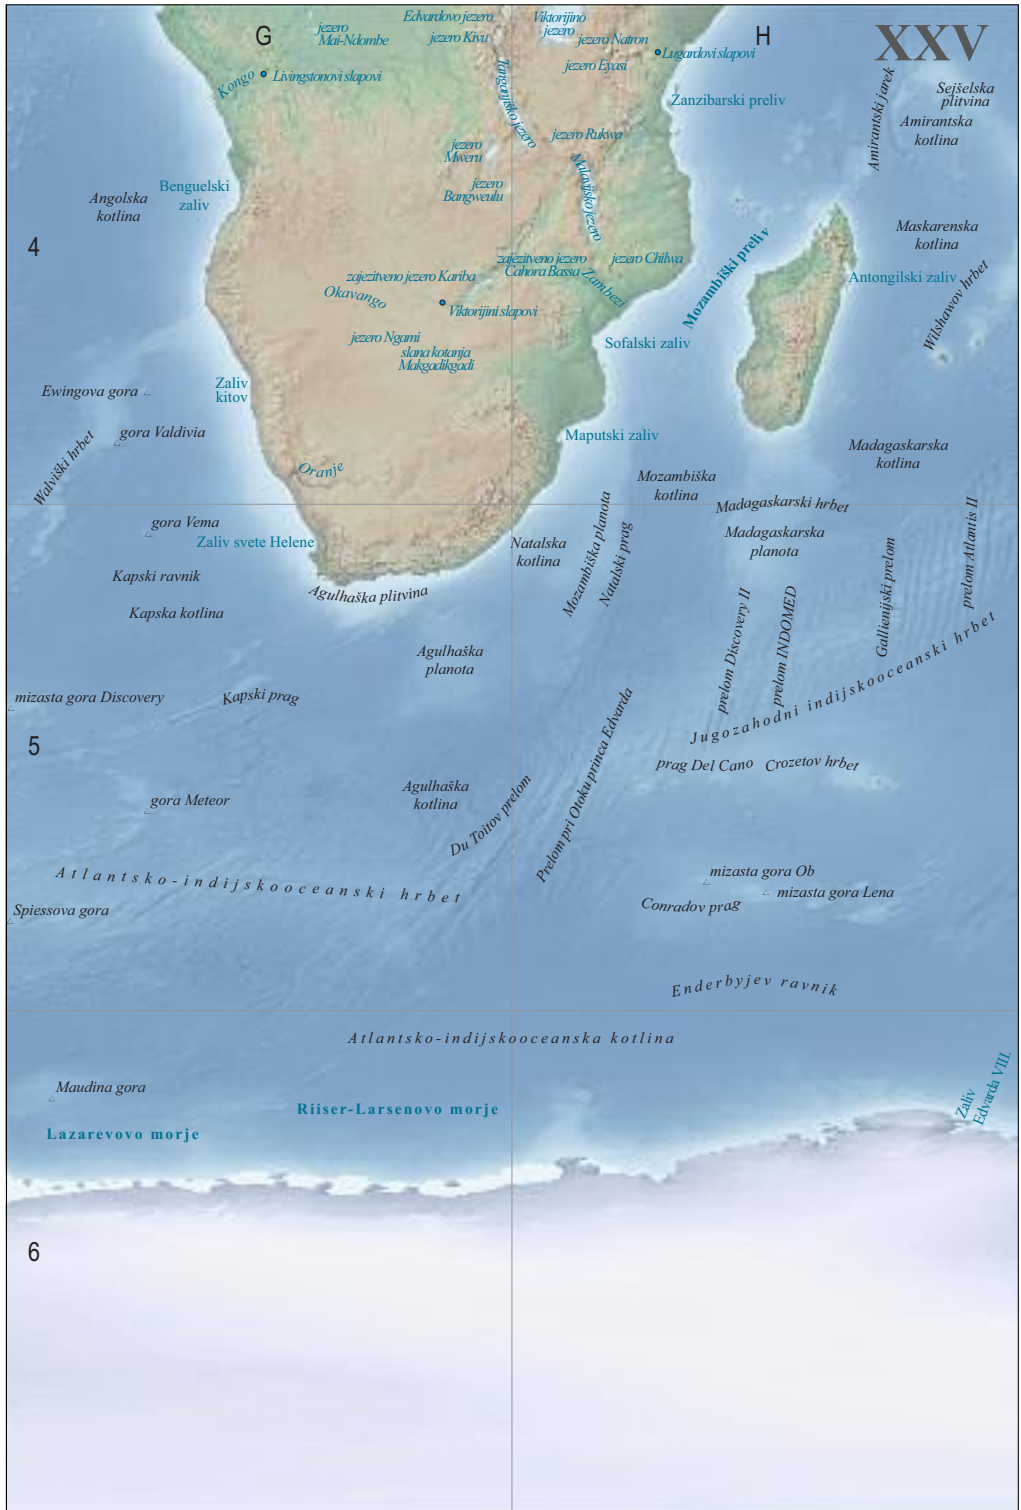 G
H
XXV
Edvardovo jezero
Viktorijino
jezero
jezero
Mai-Ndombe
jezero Kivu
jezero Natron
Lugardovi slapovi
Kongo
Livingstonovi slapovi
jezero Eyasi
Tanganjiško jezero
Zanzibarski preliv
Amirantski jarek
Sejšelska
plitvina
Amirantska
kotlina
jezero Rukwa
jezero
Mweru
Malavijsko jezero
Benguelski
zaliv
jezero
Bangweulu
Angolska
kotlina
4
Maskarenska
kotlina
Mozambiški preliv
zajezitveno jezero
Cahora Bassa
jezero Chilwa
zajezitveno jezero Kariba
Zambezi
Antongilski zaliv
Okavango
Viktorijini slapovi
Wilshawov hrbet
jezero Ngami
slana kotanja
Makgadikgadi
Sofalski zaliv
Ewingova gora
Zaliv
kitov
gora Valdivia
Maputski zaliv
Madagaskarska
kotlina
Walviški hrbet
Oranje
Mozambiška
kotlina
Madagaskarski hrbet
gora Vema
Zaliv svete Helene
Natalska
kotlina
Mozambiška planota
Natalski prag
Madagaskarska
planota
Gallienijski prelom
prelom Atlantis II
Kapski ravnik
Agulhaška plitvina
Kapska kotlina
prelom Discovery II
prelom INDOMED
Agulhaška
planota
Jugozahodni indijskooceanski hrbet
mizasta gora Discovery
Kapski prag
5
prag Del Cano
Crozetov hrbet
gora Meteor
Agulhaška
kotlina
Du Toitov prelom
Prelom pri Otoku princa Edvarda
Atlantsko-indijskooceanski hrbet
mizasta gora Ob
mizasta gora Lena
Conradov prag
Spiessova gora
Enderbyjev ravnik
Atlantsko-indijskooceanska kotlina
Maudina gora
Riiser-Larsenovo morje
Lazarevovo morje
Zaliv
Edvarda VIII.
6